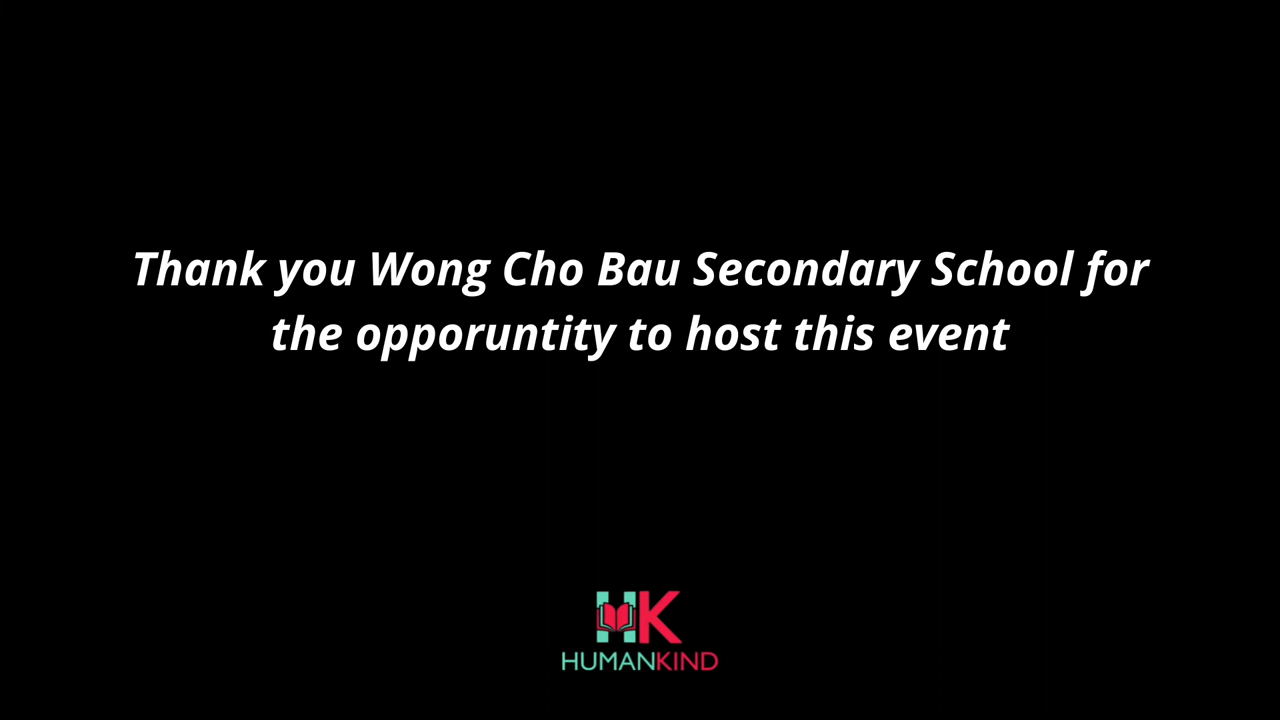 Thank you Wong Cho Bau Secondary School for
the opporuntity to host this event
HK
HUMANKIND